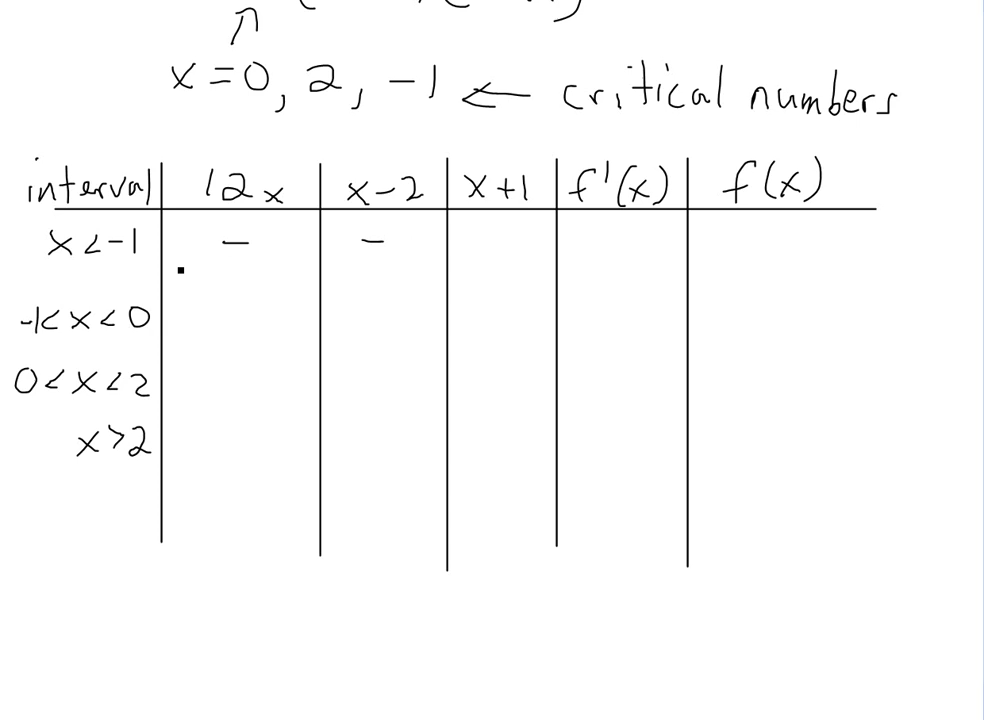 x = 0, 2, -1 ← critical numbers
interval 12x x-2 x+1 f'(x) f(x)
x < -1 - -
-1< x < 0
0 < x < 2
x > 2